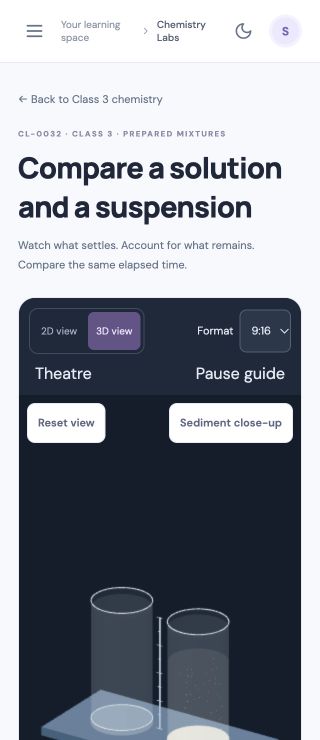 Your learning space
Chemistry Labs
S
← Back to Class 3 chemistry
CL-0032 · CLASS 3 · PREPARED MIXTURES
Compare a solution
and a suspension
Watch what settles. Account for what remains.
Compare the same elapsed time.
2D view 3D view Format 9:16
Theatre Pause guide
Reset view Sediment close-up